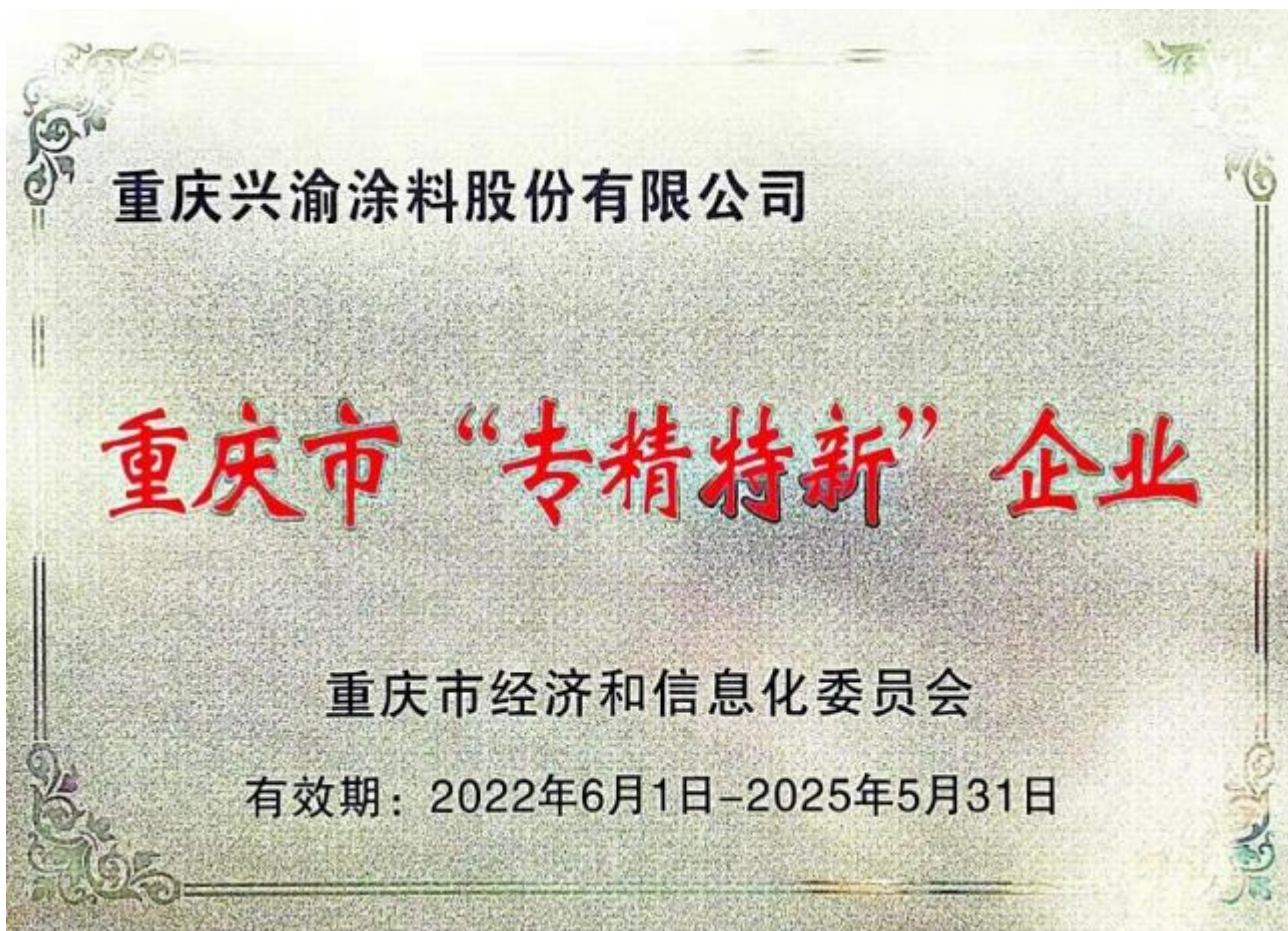 重庆兴渝涂料股份有限公司
重庆市“专精特新”企业
重庆市经济和信息化委员会
有效期：2022年6月1日-2025年5月31日